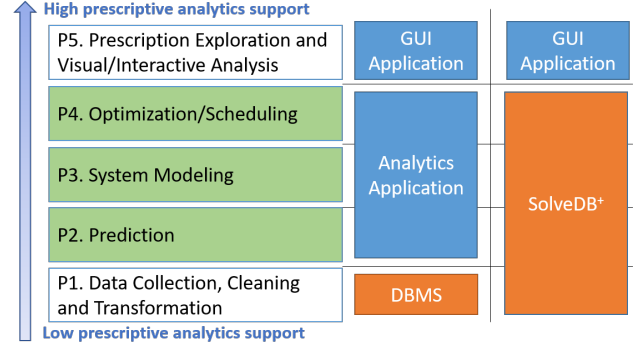 High prescriptive analytics support
P5. Prescription Exploration and
Visual/Interactive Analysis
GUI
Application
GUI
Application
P4. Optimization/Scheduling
P3. System Modeling
P2. Prediction
Analytics
Application
SolveDB+
P1. Data Collection, Cleaning
and Transformation
DBMS
Low prescriptive analytics support